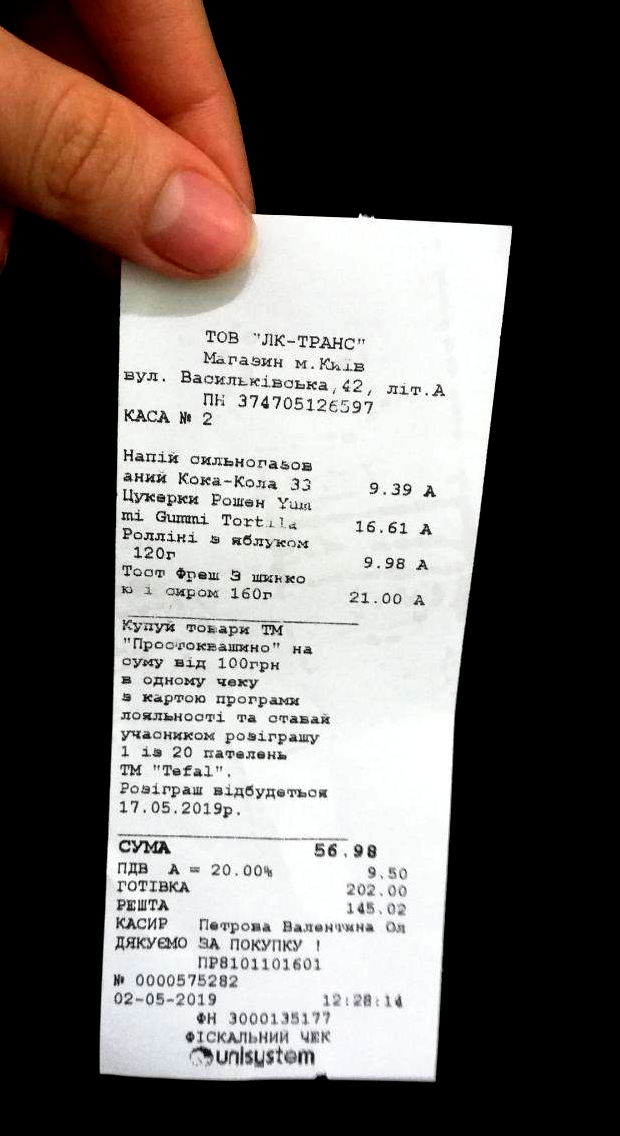 ТОВ "ЛК-ТРАНС"
Магазин м.Київ
вул. Васильківська,42, літ.А
ПН 374705126597
КАСА № 2
Напій сильногазов
аний Кока-Кола 33
9.39 А
Цукерки Рошен Yum
mi Gummi Tortila
16.61 А
Ролліні з яблуком
120г
9.98 А
Тост Фреш З шинко
ю і сиром 160г
21.00 А
Купуй товари ТМ
"Простоквашино" на
суму від 100грн
в одному чеку
з картою програми
лояльності та ставай
учасником розіграшу
1 із 20 пательень
ТМ "Tefal".
Розіграш відбудеться
17.05.2019р.
СУМА 56.98
ПДВ А = 20.00% 9.50
ГОТІВКА 202.00
РЕШТА 145.02
КАСИР Петрова Валентина Ол
ДЯКУЄМО ЗА ПОКУПКУ !
ПР8101101601
№ 0000575282
02-05-2019 12:28:14
ФН 3000135177
ФІСКАЛЬНИЙ ЧЕК
unisystem